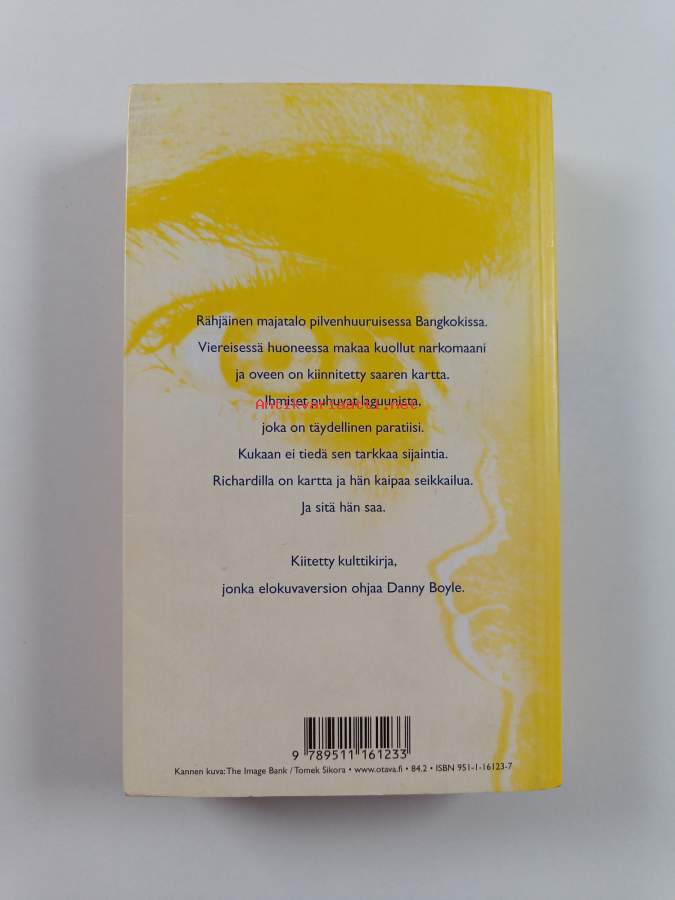 Rähjäinen majatalo pilvenhuuruisessa Bangkokissa.
Viereisessä huoneessa makaa kuollut narkomaani
ja oveen on kiinnitetty saaren kartta.
Ihmiset puhuvat laguunista,
Antikvariaatti.net
joka on täydellinen paratiisi.
Kukaan ei tiedä sen tarkkaa sijaintia.
Richardilla on kartta ja hän kaipaa seikkailua.
Ja sitä hän saa.
Kiitetty kulttikirja,
jonka elokuvaversion ohjaa Danny Boyle.
9 789511 161233
Kannen kuva: The Image Bank / Tomek Sikora • www.otava.fi • 84.2 • ISBN 951-1-16123-7